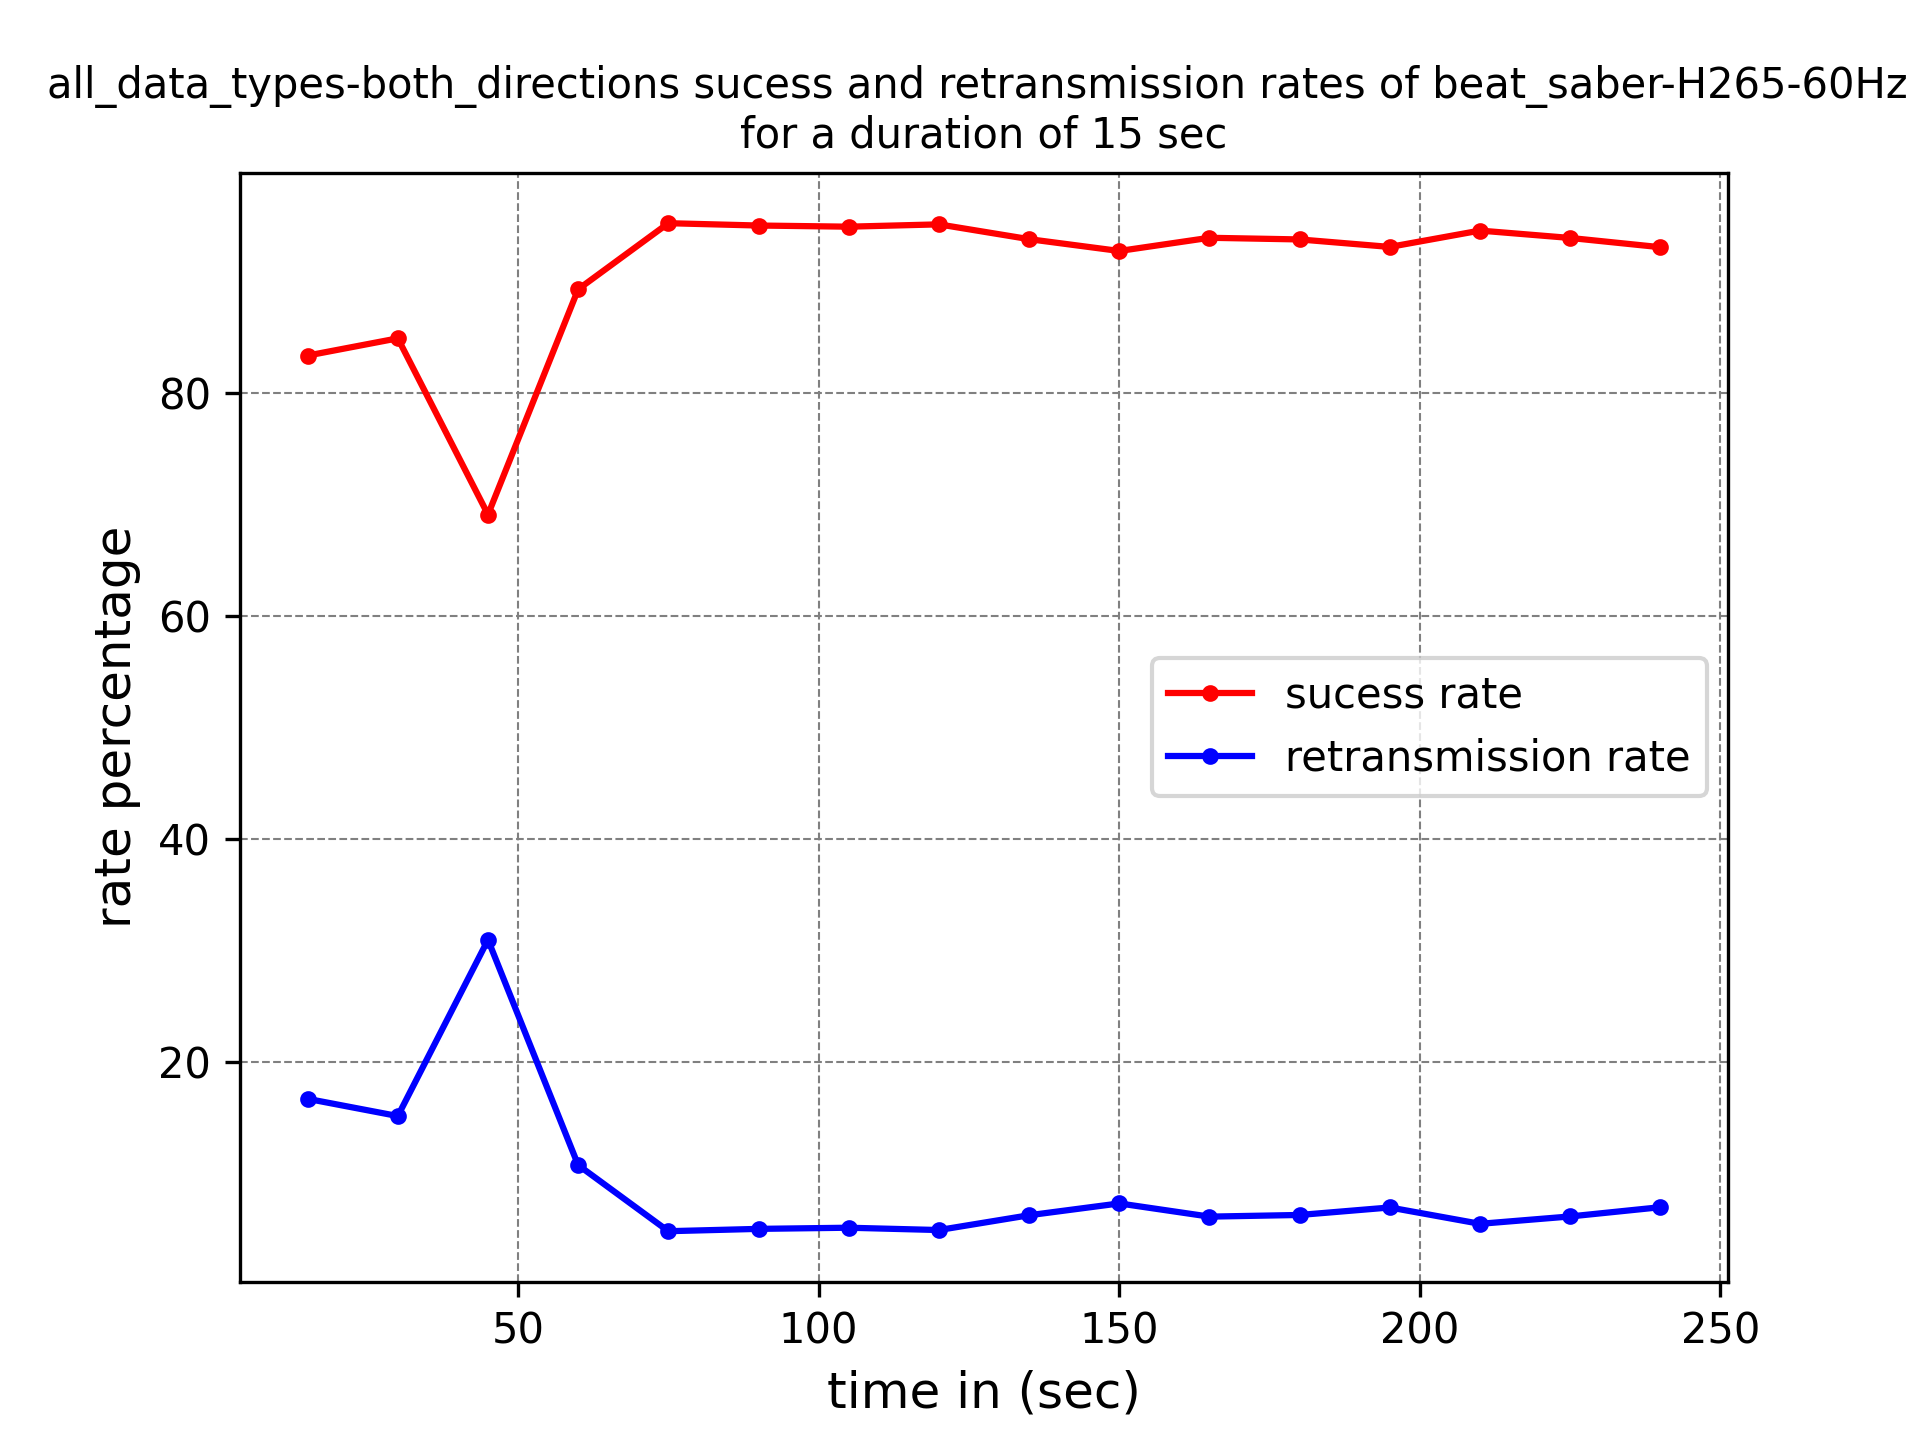 all_data_types-both_directions sucess and retransmission rates of beat_saber-H265-60Hz
for a duration of 15 sec
rate percentage
80
60
40
20
sucess rate
retransmission rate
50 100 150 200 250
time in (sec)